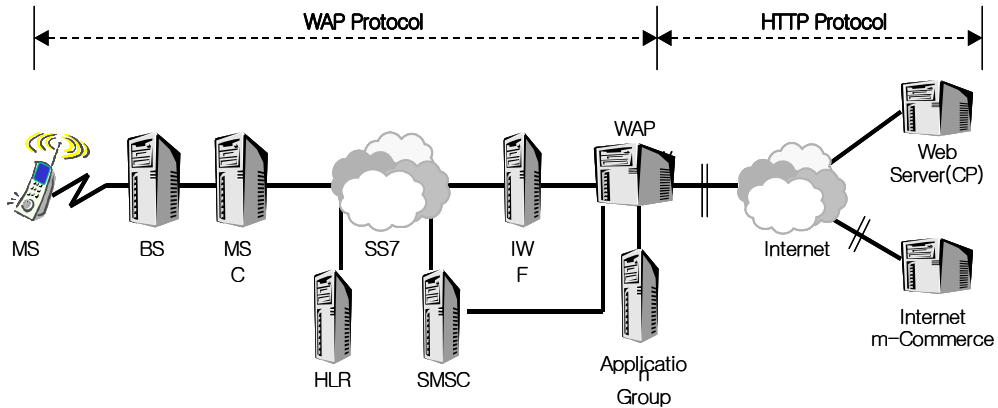 WAP Protocol
HTTP Protocol
WAP
Web
Server(CP)
MS
BS
MS
C
SS7
IW
F
Internet
HLR
SMSC
Applicatio
n
Group
Internet
m-Commerce